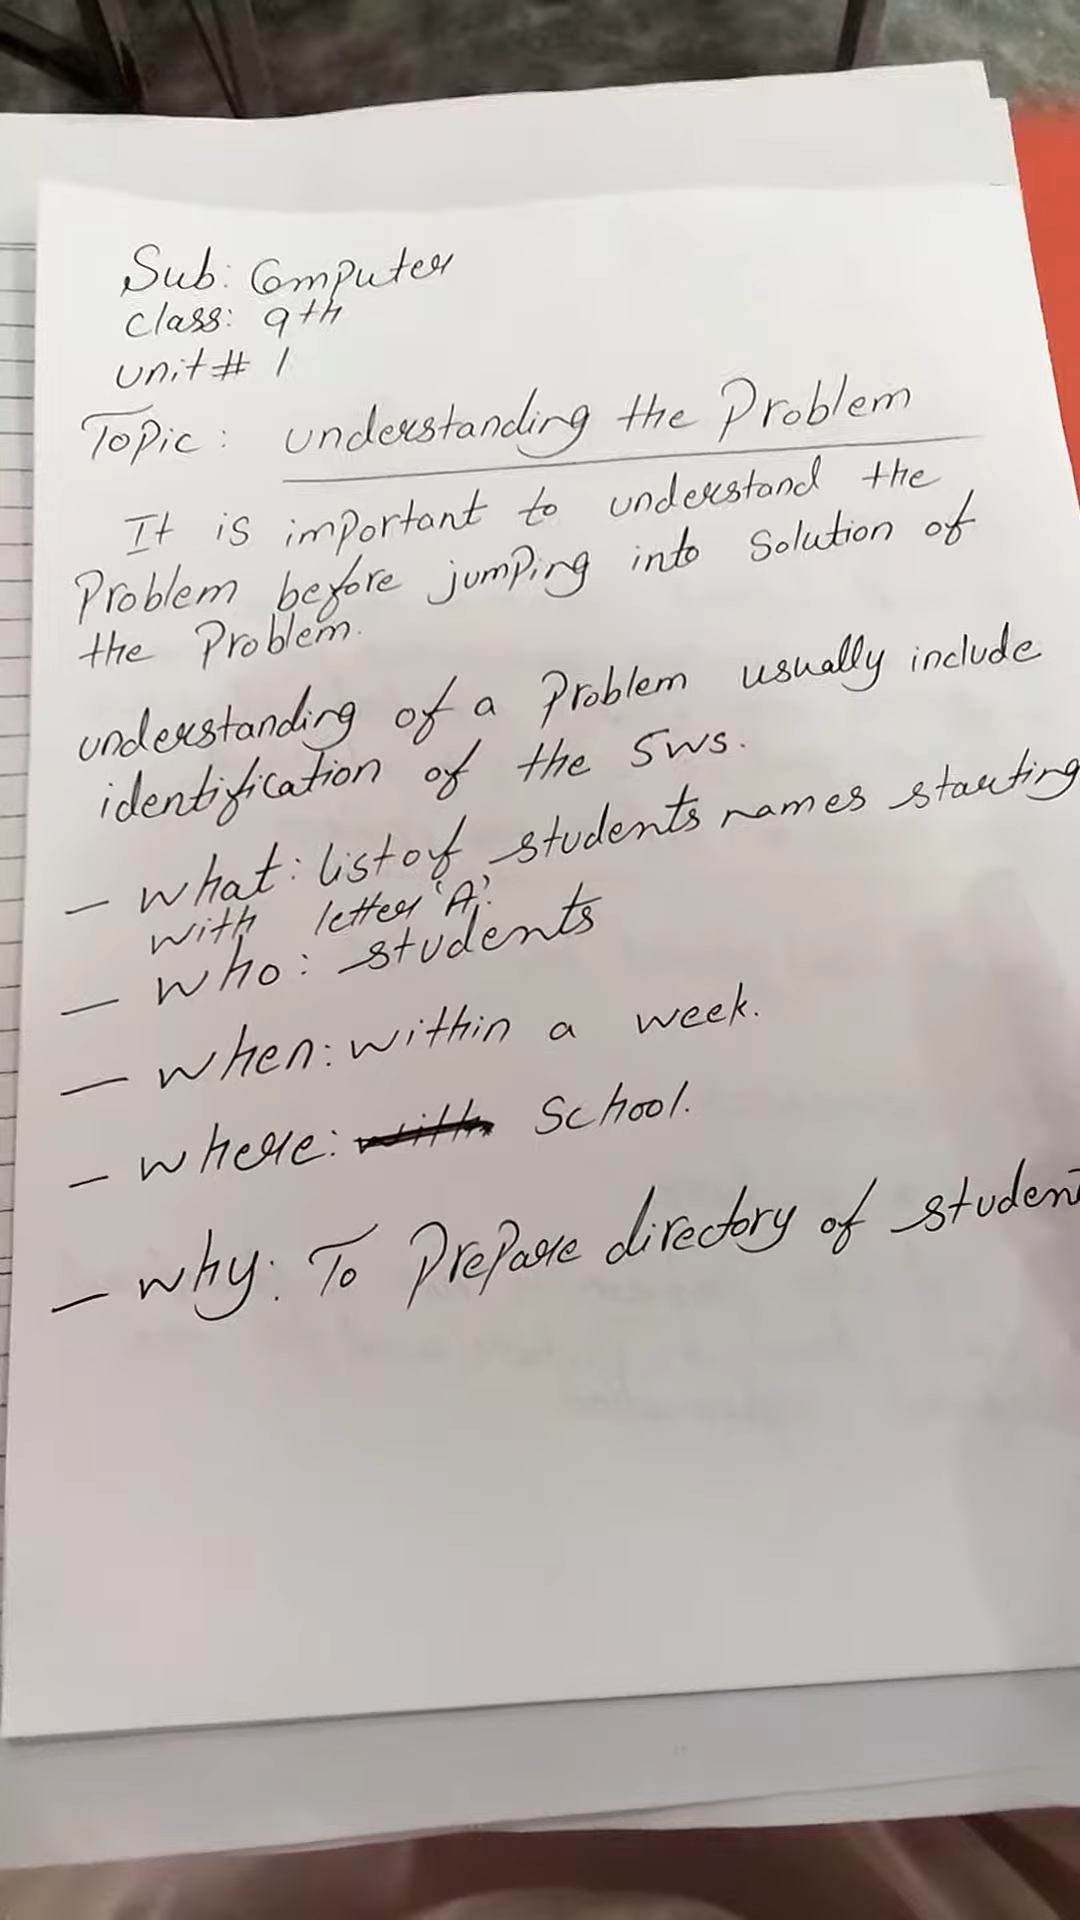 Sub: Computer
class: 9th
unit # 1
Topic: understanding the Problem
It is important to understand the
Problem before jumping into Solution of
the Problem.
understanding of a Problem usually include
identification of the 5ws.
- what: list of students names starting
with letter 'A'.
- who: students
- when: within a week.
- where: with School.
- why: To Prepare directory of student